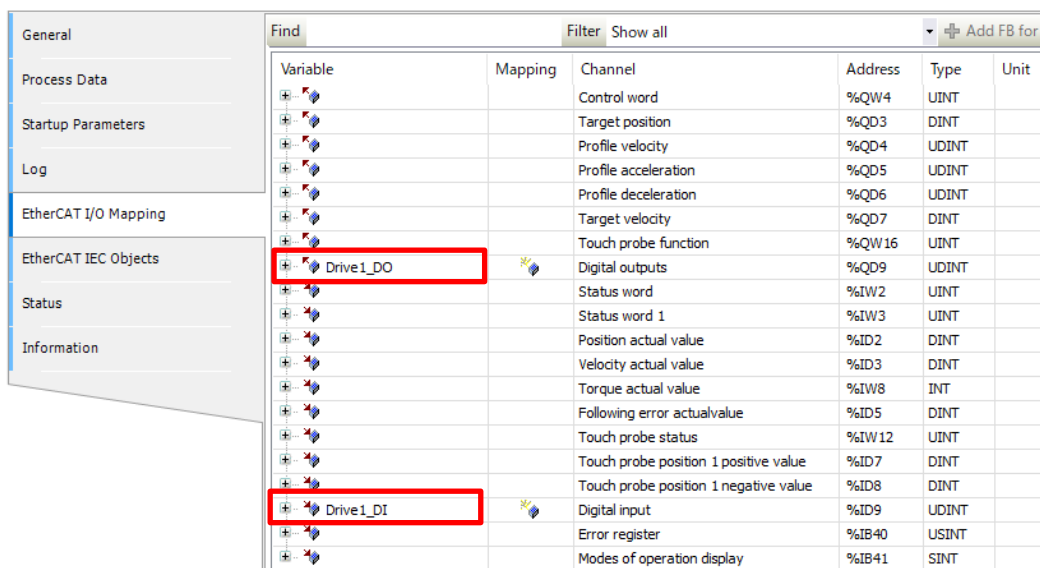 General
Process Data
Startup Parameters
Log
EtherCAT I/O Mapping
EtherCAT IEC Objects
Status
Information
Find Filter Show all Add FB for
Variable Mapping Channel Address Type Unit
Control word %QW4 UINT
Target position %QD3 DINT
Profile velocity %QD4 UDINT
Profile acceleration %QD5 UDINT
Profile deceleration %QD6 UDINT
Target velocity %QD7 DINT
Touch probe function %QW16 UINT
Drive1_DO Digital outputs %QD9 UDINT
Status word %IW2 UINT
Status word 1 %IW3 UINT
Position actual value %ID2 DINT
Velocity actual value %ID3 DINT
Torque actual value %IW8 INT
Following error actualvalue %ID5 DINT
Touch probe status %IW12 UINT
Touch probe position 1 positive value %ID7 DINT
Touch probe position 1 negative value %ID8 DINT
Drive1_DI Digital input %ID9 UDINT
Error register %IB40 USINT
Modes of operation display %IB41 SINT